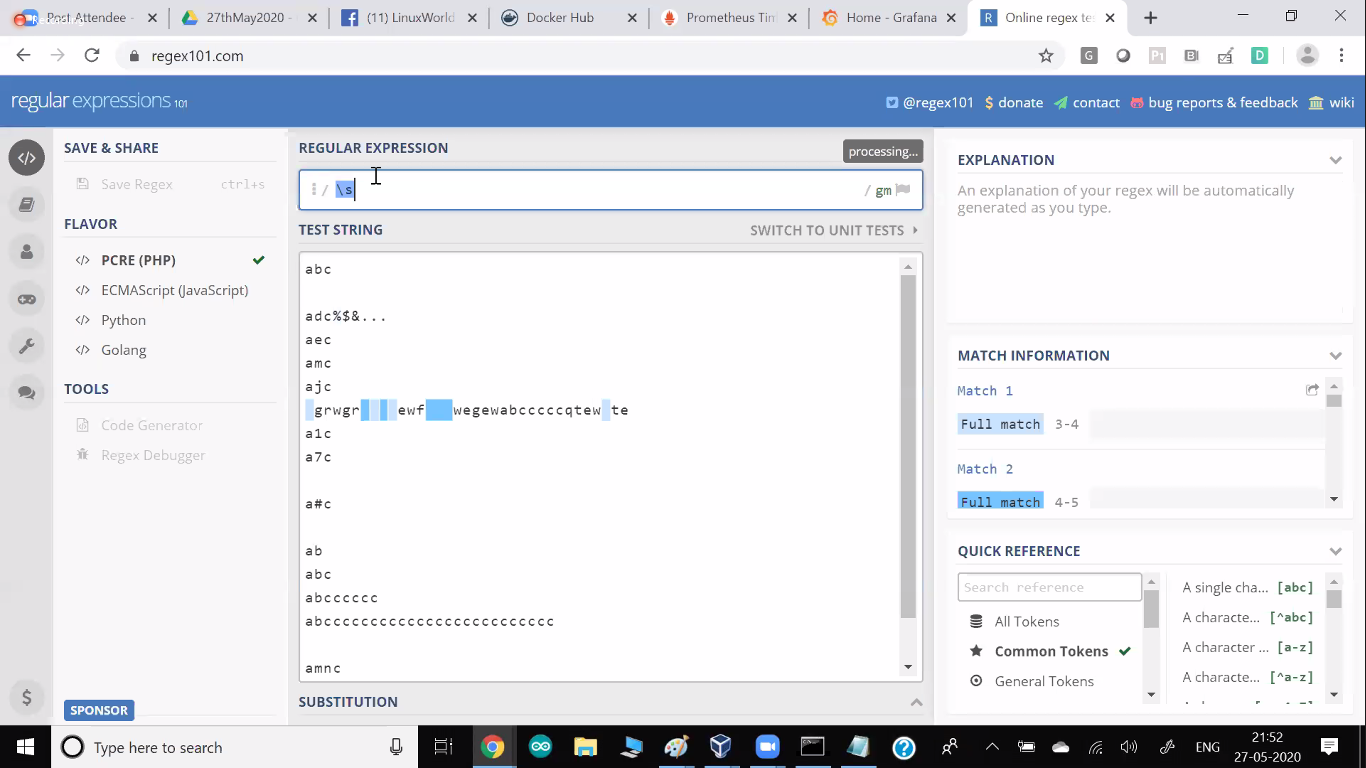 Post Attendee
27thMay2020 -
(11) LinuxWorld
Docker Hub
Prometheus Tim
Home - Grafana
Online regex te
regex101.com
regular expressions 101
@regex101
$ donate
contact
bug reports & feedback
wiki
SAVE & SHARE
Save Regex ctrl+s
FLAVOR
</> PCRE (PHP)
</> ECMAScript (JavaScript)
</> Python
</> Golang
TOOLS
Code Generator
Regex Debugger
SPONSOR
REGULAR EXPRESSION
processing...
/ \s / gm
TEST STRING
SWITCH TO UNIT TESTS
abc
adc%$&...
aec
amc
ajc
grwgr ewf wegewabcccccqtew te
a1c
a7c
a#c
ab
abc
abcccccc
abccccccccccccccccccccccccc
amnc
SUBSTITUTION
EXPLANATION
An explanation of your regex will be automatically
generated as you type.
MATCH INFORMATION
Match 1
Full match 3-4
Match 2
Full match 4-5
QUICK REFERENCE
Search reference
All Tokens
Common Tokens
General Tokens
A single cha... [abc]
A characte... [^abc]
A character ... [a-z]
A characte... [^a-z]
Type here to search
ENG
21:52
27-05-2020